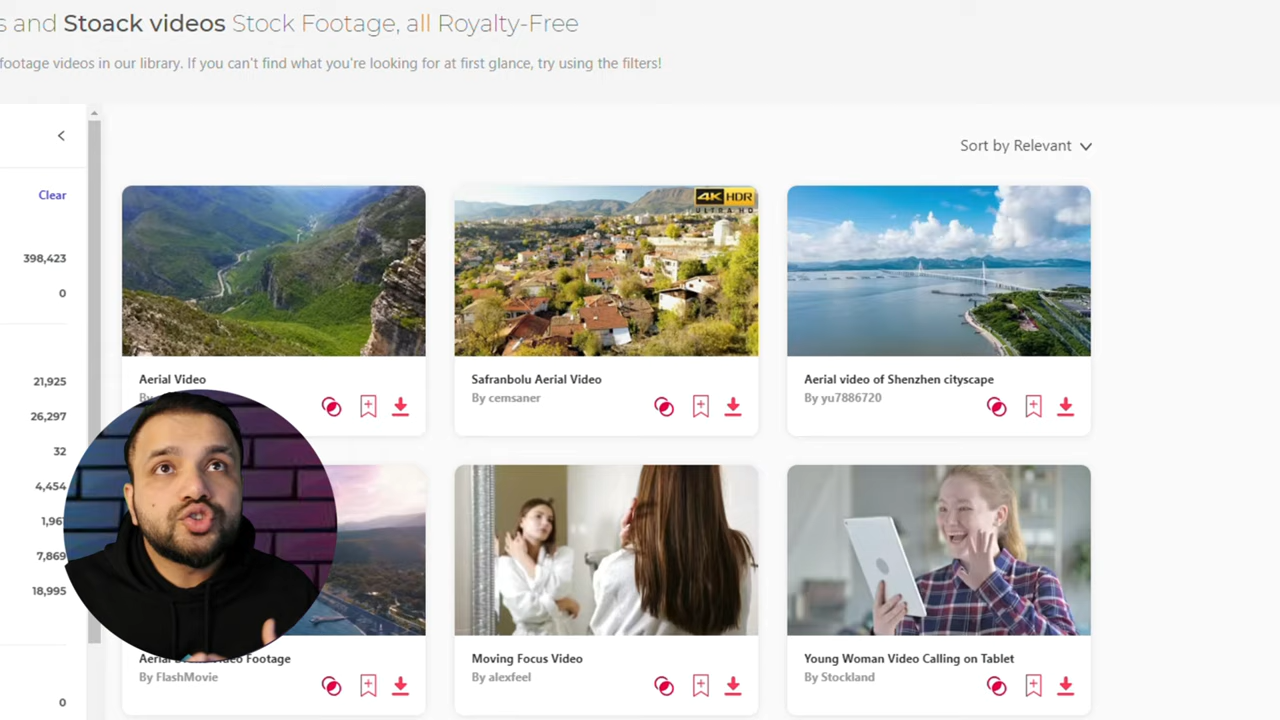 s and Stoack videos Stock Footage, all Royalty-Free
footage videos in our library. If you can't find what you're looking for at first glance, try using the filters!
Sort by Relevant
Clear
398,423
0
21,925
26,297
32
4,454
7,869
18,995
0
4K HDR
ULTRA HD
Aerial Video
Safranbolu Aerial Video
By cemsaner
Aerial video of Shenzhen cityscape
By yu7886720
Aerial Footage
By FlashMovie
Moving Focus Video
By alexfeel
Young Woman Video Calling on Tablet
By Stockland